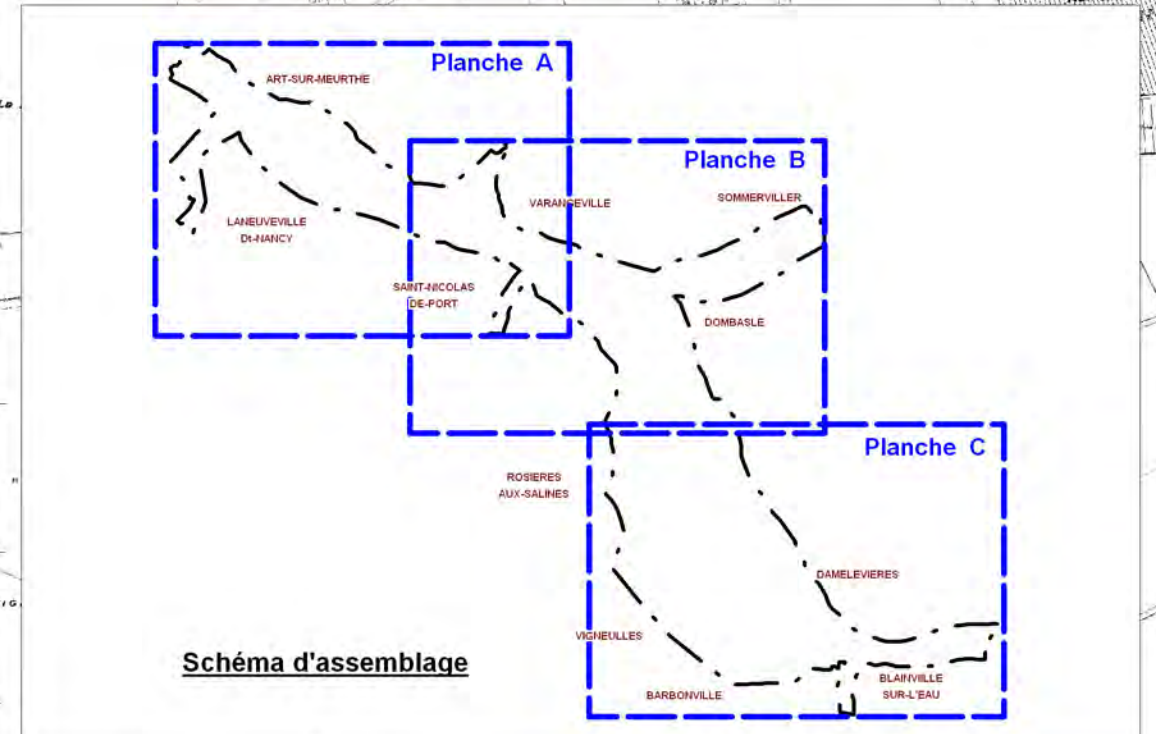 Planche A
ART-SUR-MEURTHE
Planche B
SOMMERVILLER
VARANGEVILLE
LANEUVEVILLE
Dt-NANCY
SAINT-NICOLAS
DE-PORT
DOMBASLE
Planche C
ROSIERES
AUX-SALINES
DAMELEVIERES
VIGNEULLES
Schéma d'assemblage
BLAINVILLE
SUR-L'EAU
BARBONVILLE